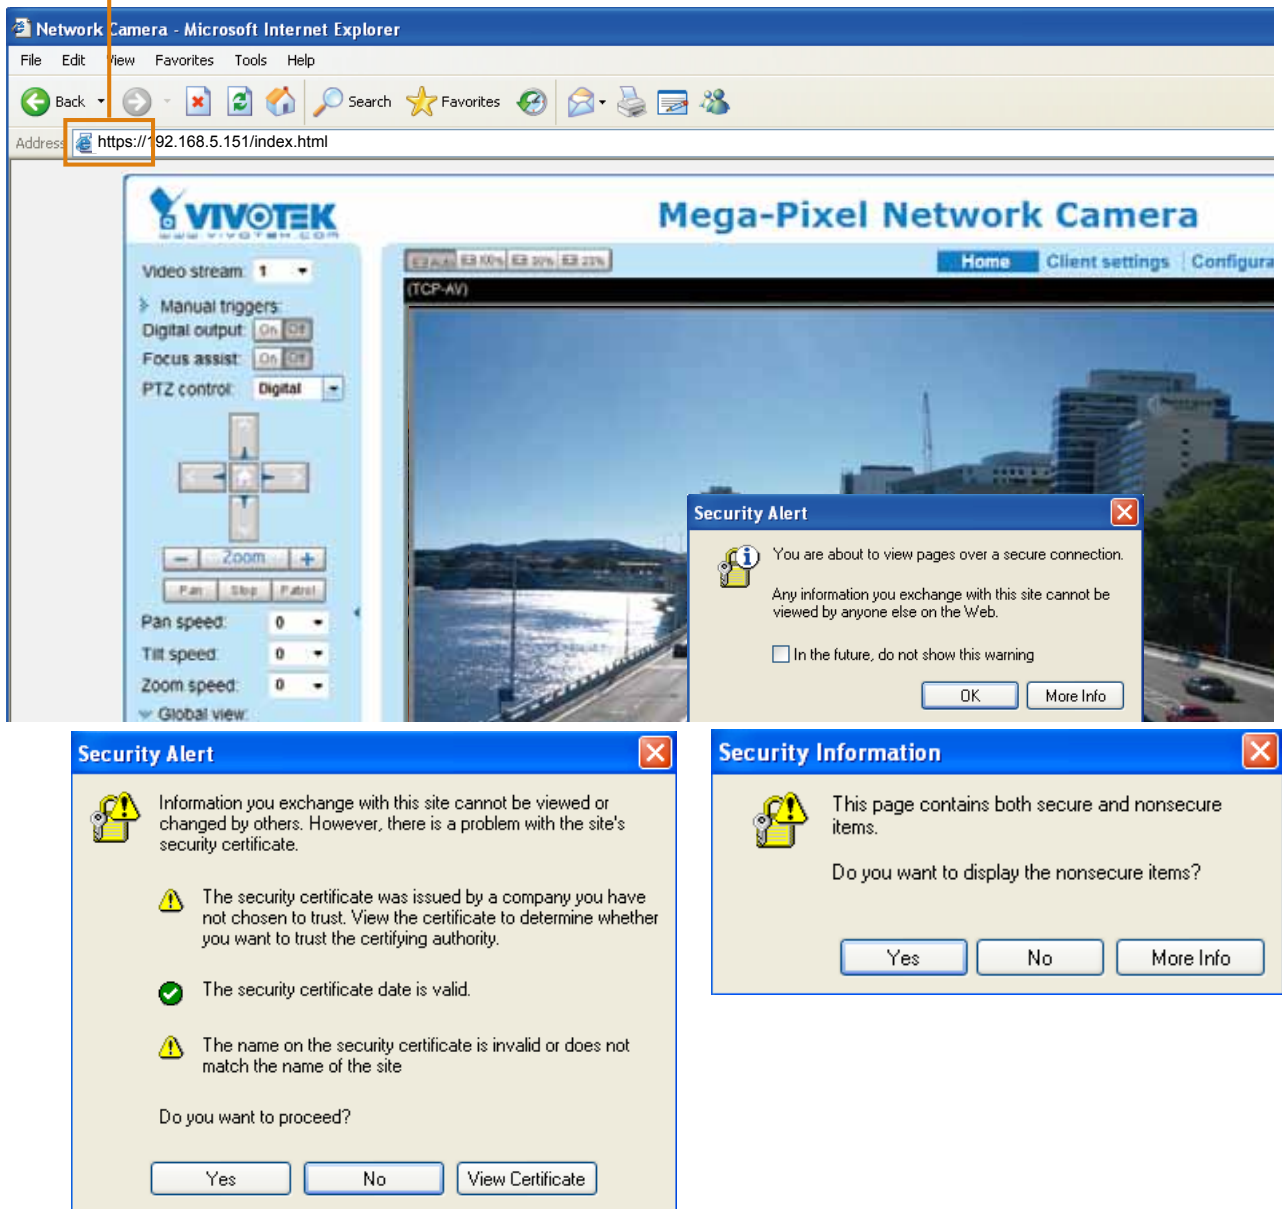 Network Camera - Microsoft Internet Explorer
File Edit View Favorites Tools Help
Back Search Favorites
Address https://192.168.5.151/index.html
VIVOTEK
WWW.VIVOTEK.COM
Mega-Pixel Network Camera
Home Client settings Configura
Video stream: 1
(TCP-AV)
Manual triggers:
Digital output: On Off
Focus assist: On Off
PTZ control: Digital
Zoom
Pan Stop Patrol
Pan speed: 0
Tilt speed: 0
Zoom speed: 0
Global view:
Security Alert
You are about to view pages over a secure connection.
Any information you exchange with this site cannot be
viewed by anyone else on the Web.
In the future, do not show this warning
OK More Info
Security Alert
Information you exchange with this site cannot be viewed or
changed by others. However, there is a problem with the site's
security certificate.
The security certificate was issued by a company you have
not chosen to trust. View the certificate to determine whether
you want to trust the certifying authority.
The security certificate date is valid.
The name on the security certificate is invalid or does not
match the name of the site
Do you want to proceed?
Yes No View Certificate
Security Information
This page contains both secure and nonsecure
items.
Do you want to display the nonsecure items?
Yes No More Info